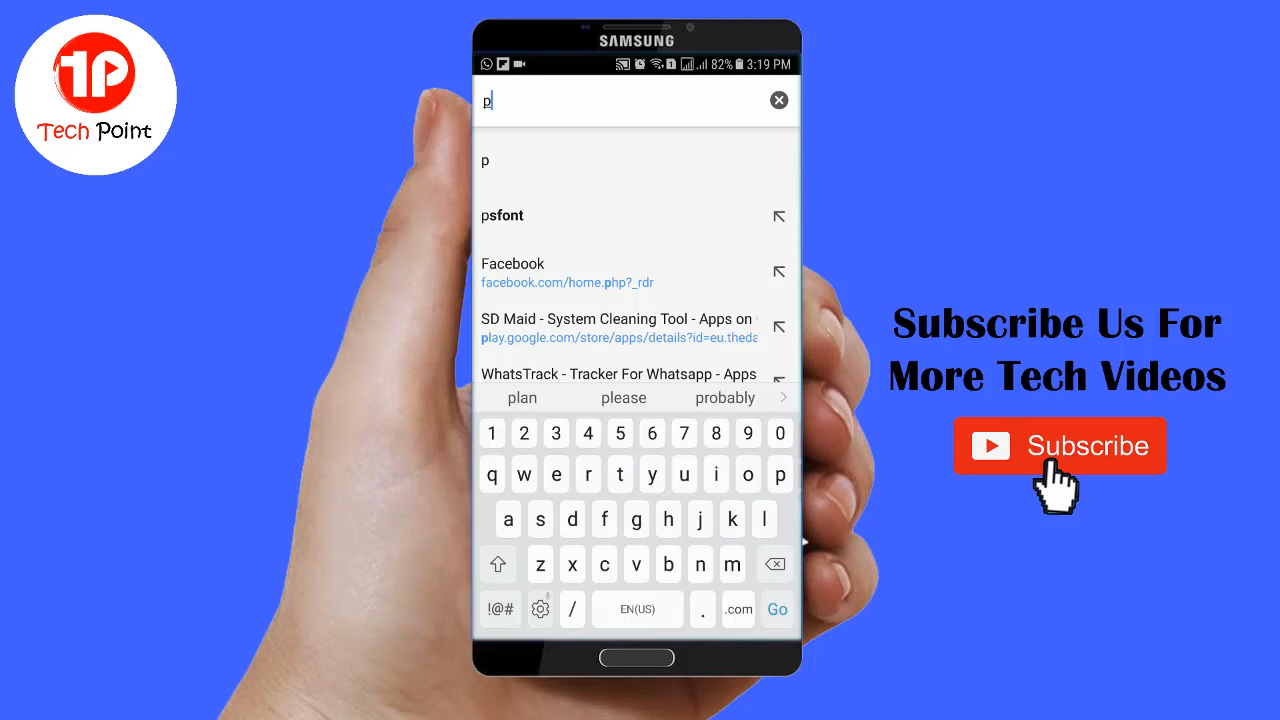 1P
Tech Point
SAMSUNG
1 82% 3:19 PM
p
p
psfont
Facebook
facebook.com/home.php?_rdr
SD Maid - System Cleaning Tool - Apps on
play.google.com/store/apps/details?id=eu.theda
WhatsTrack - Tracker For Whatsapp - Apps
plan please probably
1 2 3 4 5 6 7 8 9 0
q w e r t y u i o p
a s d f g h j k l
z x c v b n m
!@# / EN(US) . .com Go
Subscribe Us For
More Tech Videos
Subscribe